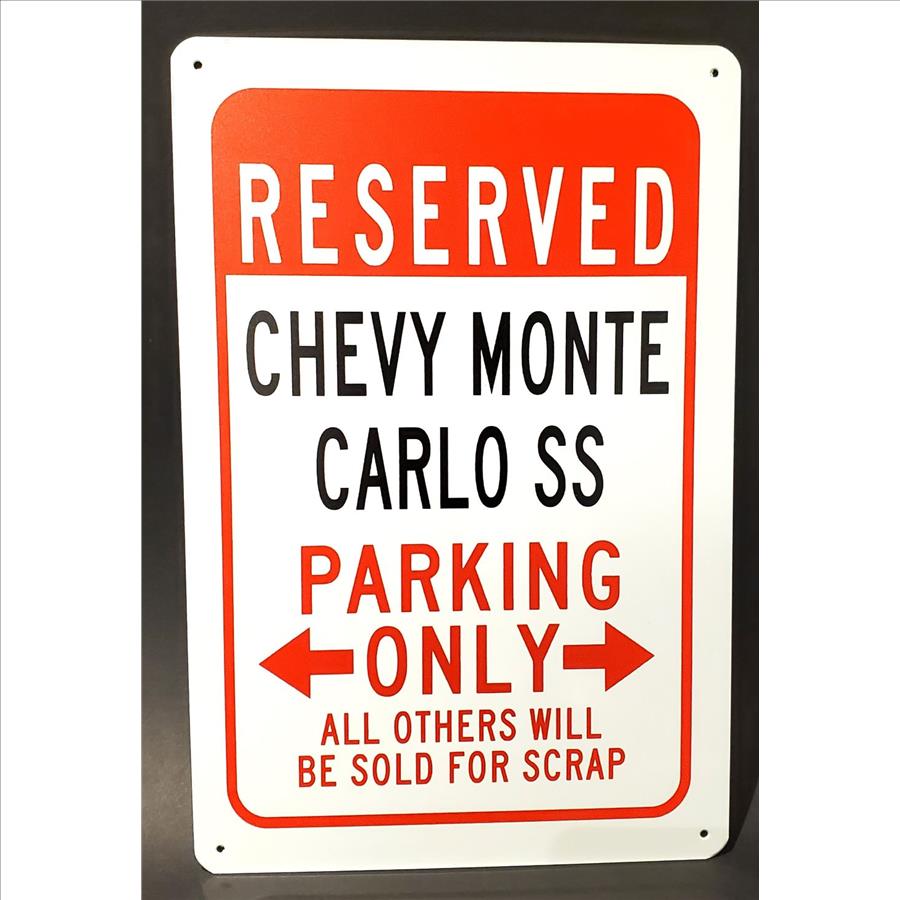 RESERVED
CHEVY MONTE
CARLO SS
PARKING
ONLY
ALL OTHERS WILL
BE SOLD FOR SCRAP